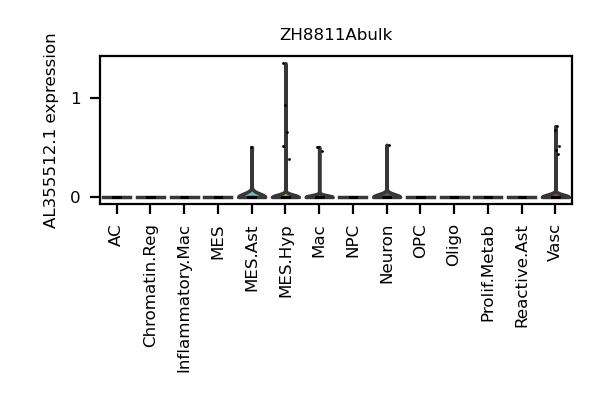 ZH8811Abulk
AL355512.1 expression
1
0
AC
Chromatin.Reg
Inflammatory.Mac
MES
MES.Ast
MES.Hyp
Mac
NPC
Neuron
OPC
Oligo
Prolif.Metab
Reactive.Ast
Vasc